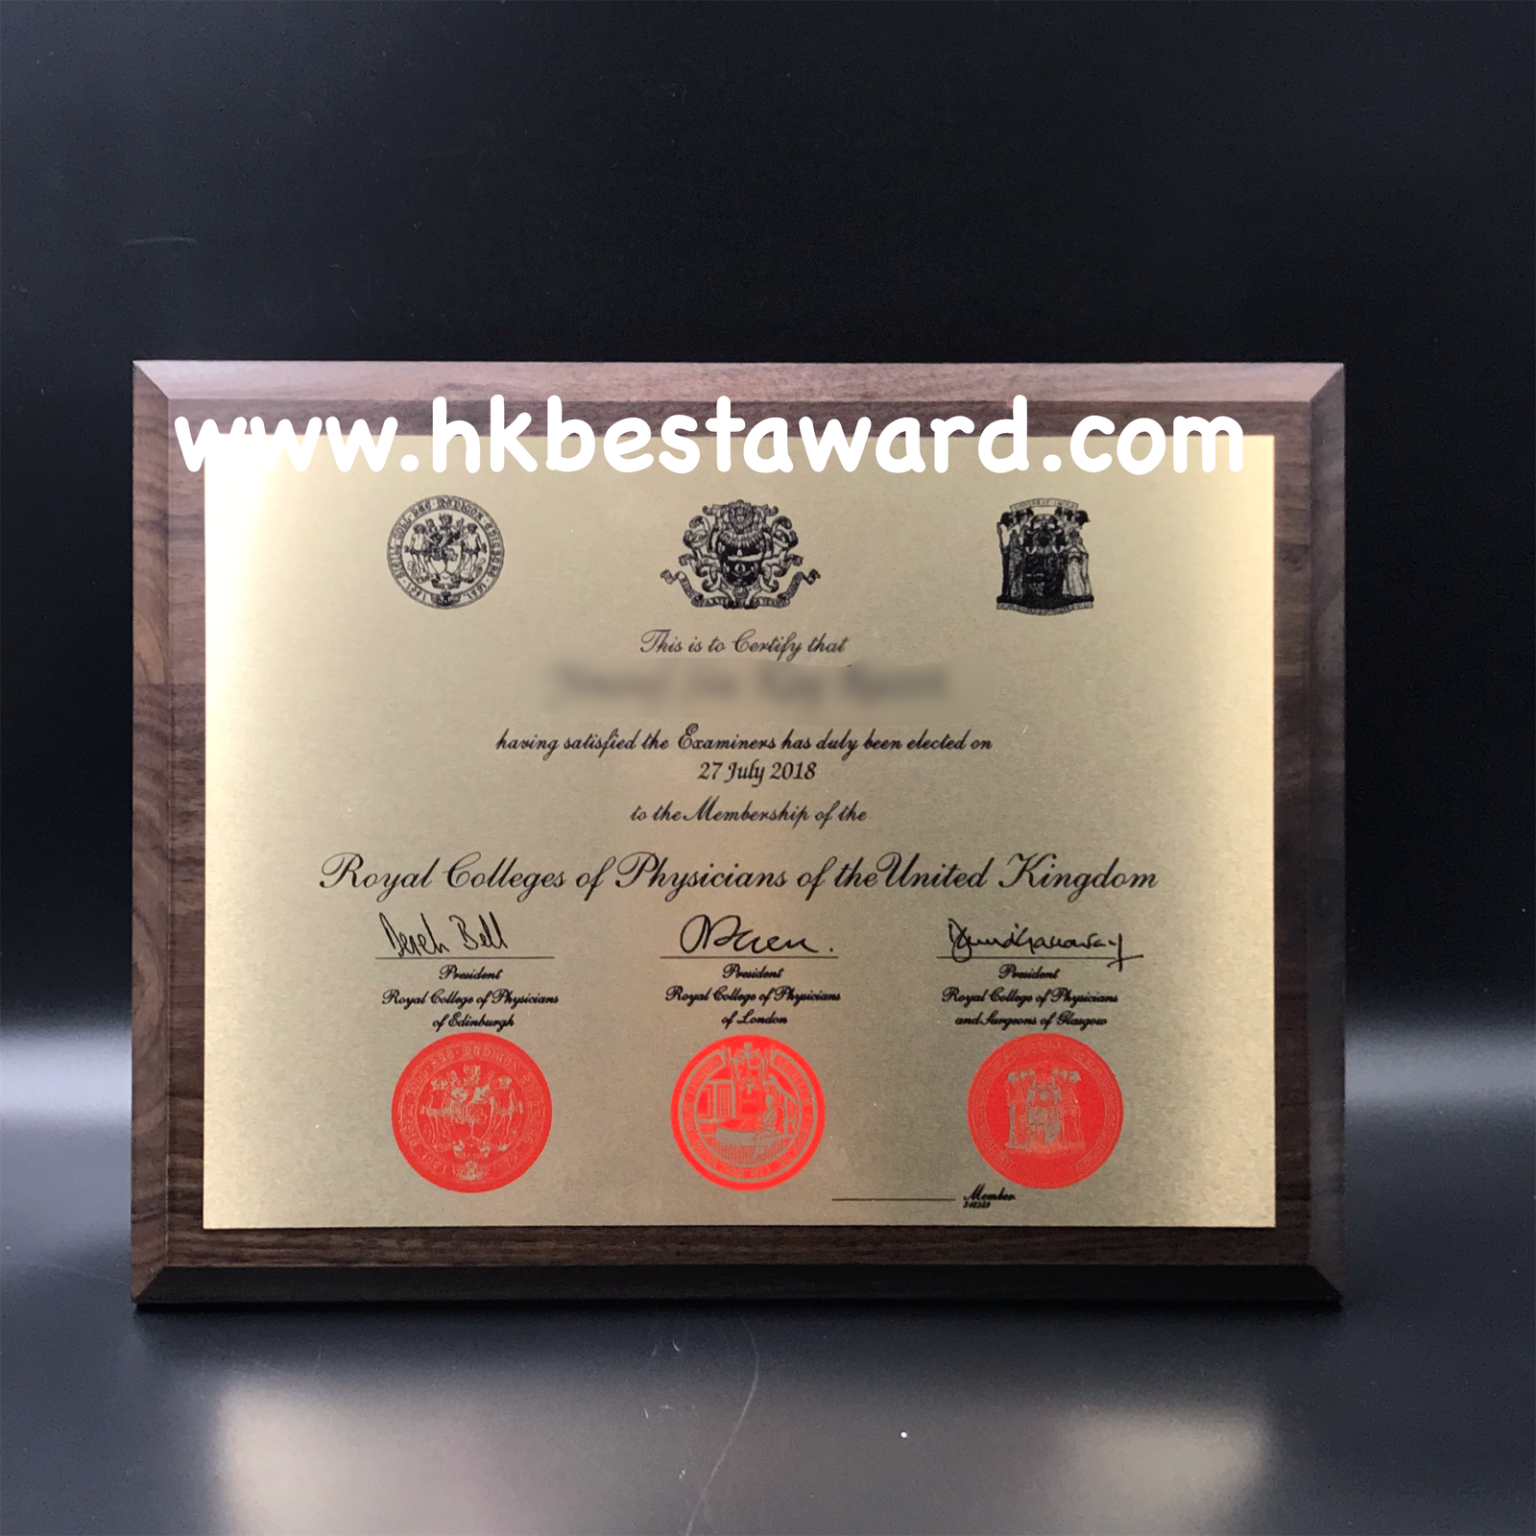 www.hkbestaward.com
This is to Certify that
having satisfied the Examiners has duly been elected on
27 July 2018
to the Membership of the
Royal Colleges of Physicians of the United Kingdom
Derek Bell
President
Royal College of Physicians
of Edinburgh
President
Royal College of Physicians
of London
President
Royal College of Physicians
and Surgeons of Glasgow
Member